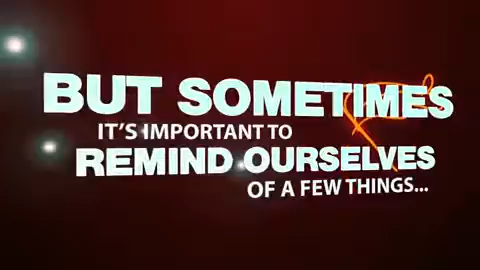 BUT SOMETIMES
IT'S IMPORTANT TO
REMIND OURSELVES
OF A FEW THINGS...